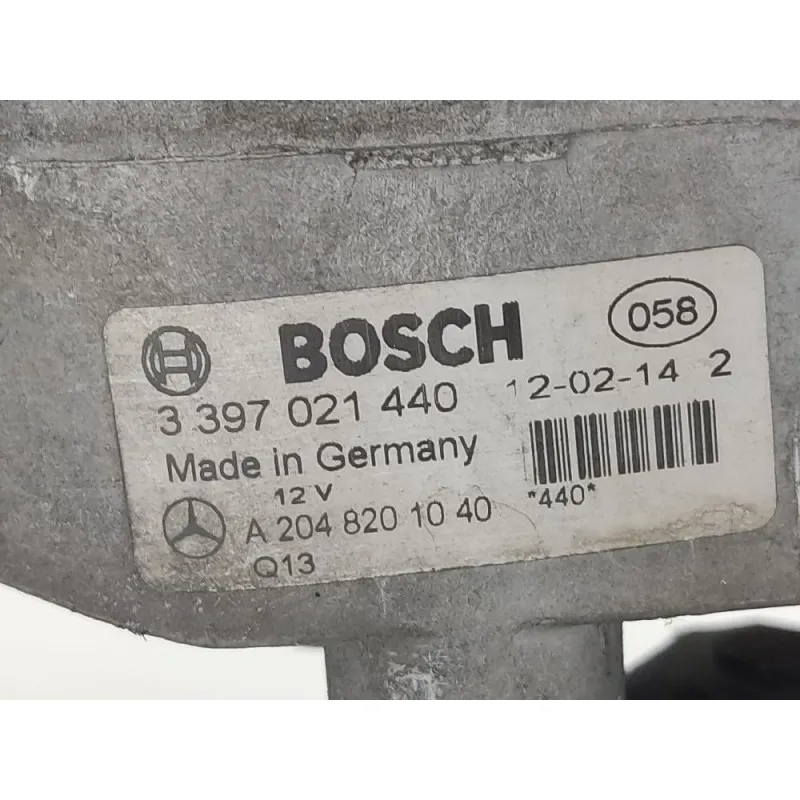 BOSCH 058
3 397 021 440 12-02-14 2
Made in Germany
12 V *440*
A 204 820 10 40
Q13